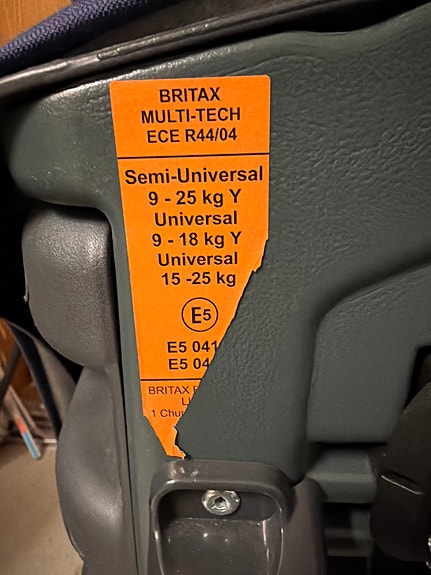 BRITAX
MULTI-TECH
ECE R44/04
Semi-Universal
9 - 25 kg Y
Universal
9 - 18 kg Y
Universal
15 -25 kg
E5
E5 041
E5 04
BRITAX
1